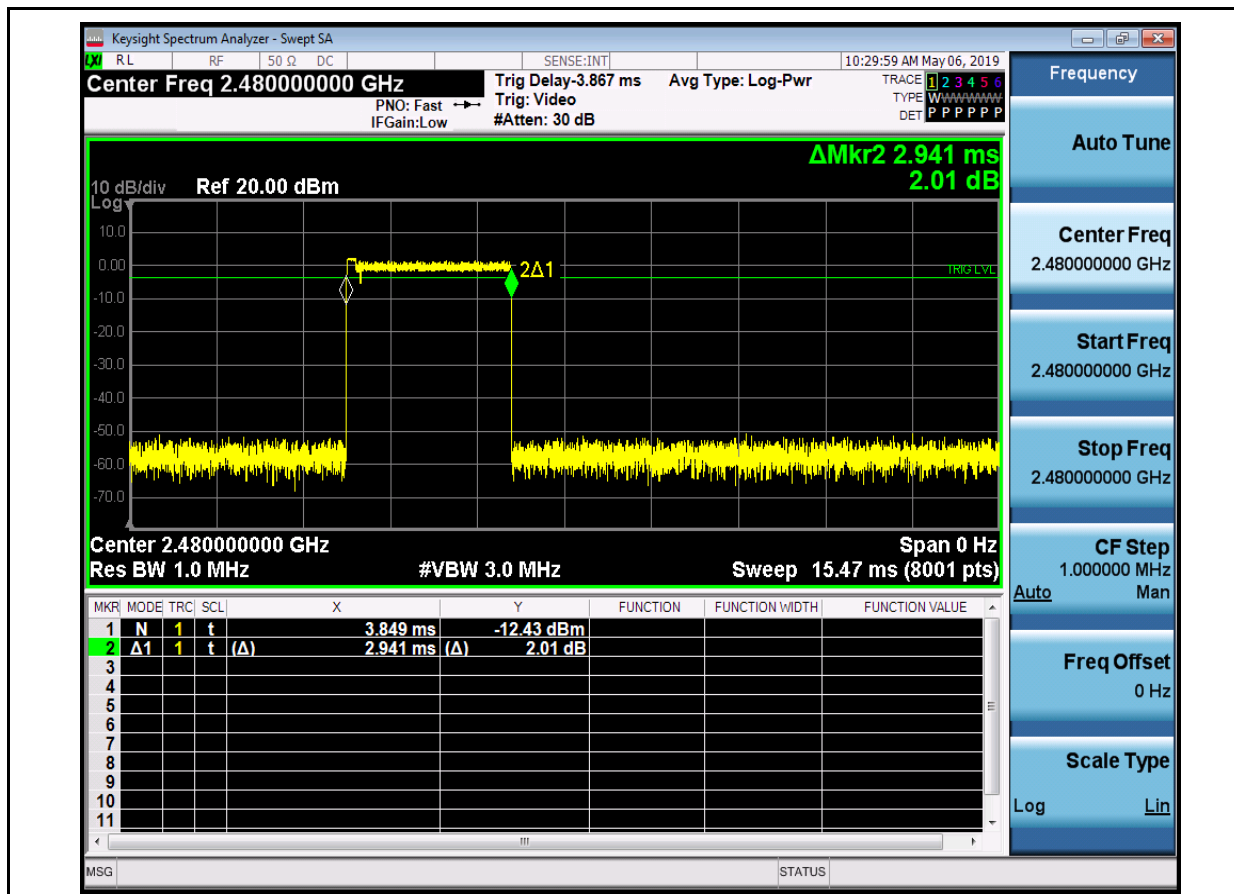 Keysight Spectrum Analyzer - Swept SA
LXI RL RF 50 Ω DC SENSE:INT 10:29:59 AM May 06, 2019
Center Freq 2.480000000 GHz
PNO: Fast
IFGain:Low
Trig Delay-3.867 ms
Trig: Video
#Atten: 30 dB
Avg Type: Log-Pwr
TRACE 1 2 3 4 5 6
TYPE WWWWWW
DET P P P P P P
ΔMkr2 2.941 ms
2.01 dB
10 dB/div Ref 20.00 dBm
Log
10.0
0.00
-10.0
-20.0
-30.0
-40.0
-50.0
-60.0
-70.0
2Δ1
TRIG LVL
Center 2.480000000 GHz Span 0 Hz
Res BW 1.0 MHz #VBW 3.0 MHz Sweep 15.47 ms (8001 pts)
MKR MODE TRC SCL X Y FUNCTION FUNCTION WIDTH FUNCTION VALUE
1 N 1 t 3.849 ms -12.43 dBm
2 Δ1 1 t (Δ) 2.941 ms (Δ) 2.01 dB
3
4
5
6
7
8
9
10
11
MSG STATUS
Frequency
Auto Tune
Center Freq
2.480000000 GHz
Start Freq
2.480000000 GHz
Stop Freq
2.480000000 GHz
CF Step
1.000000 MHz
Auto Man
Freq Offset
0 Hz
Scale Type
Log Lin